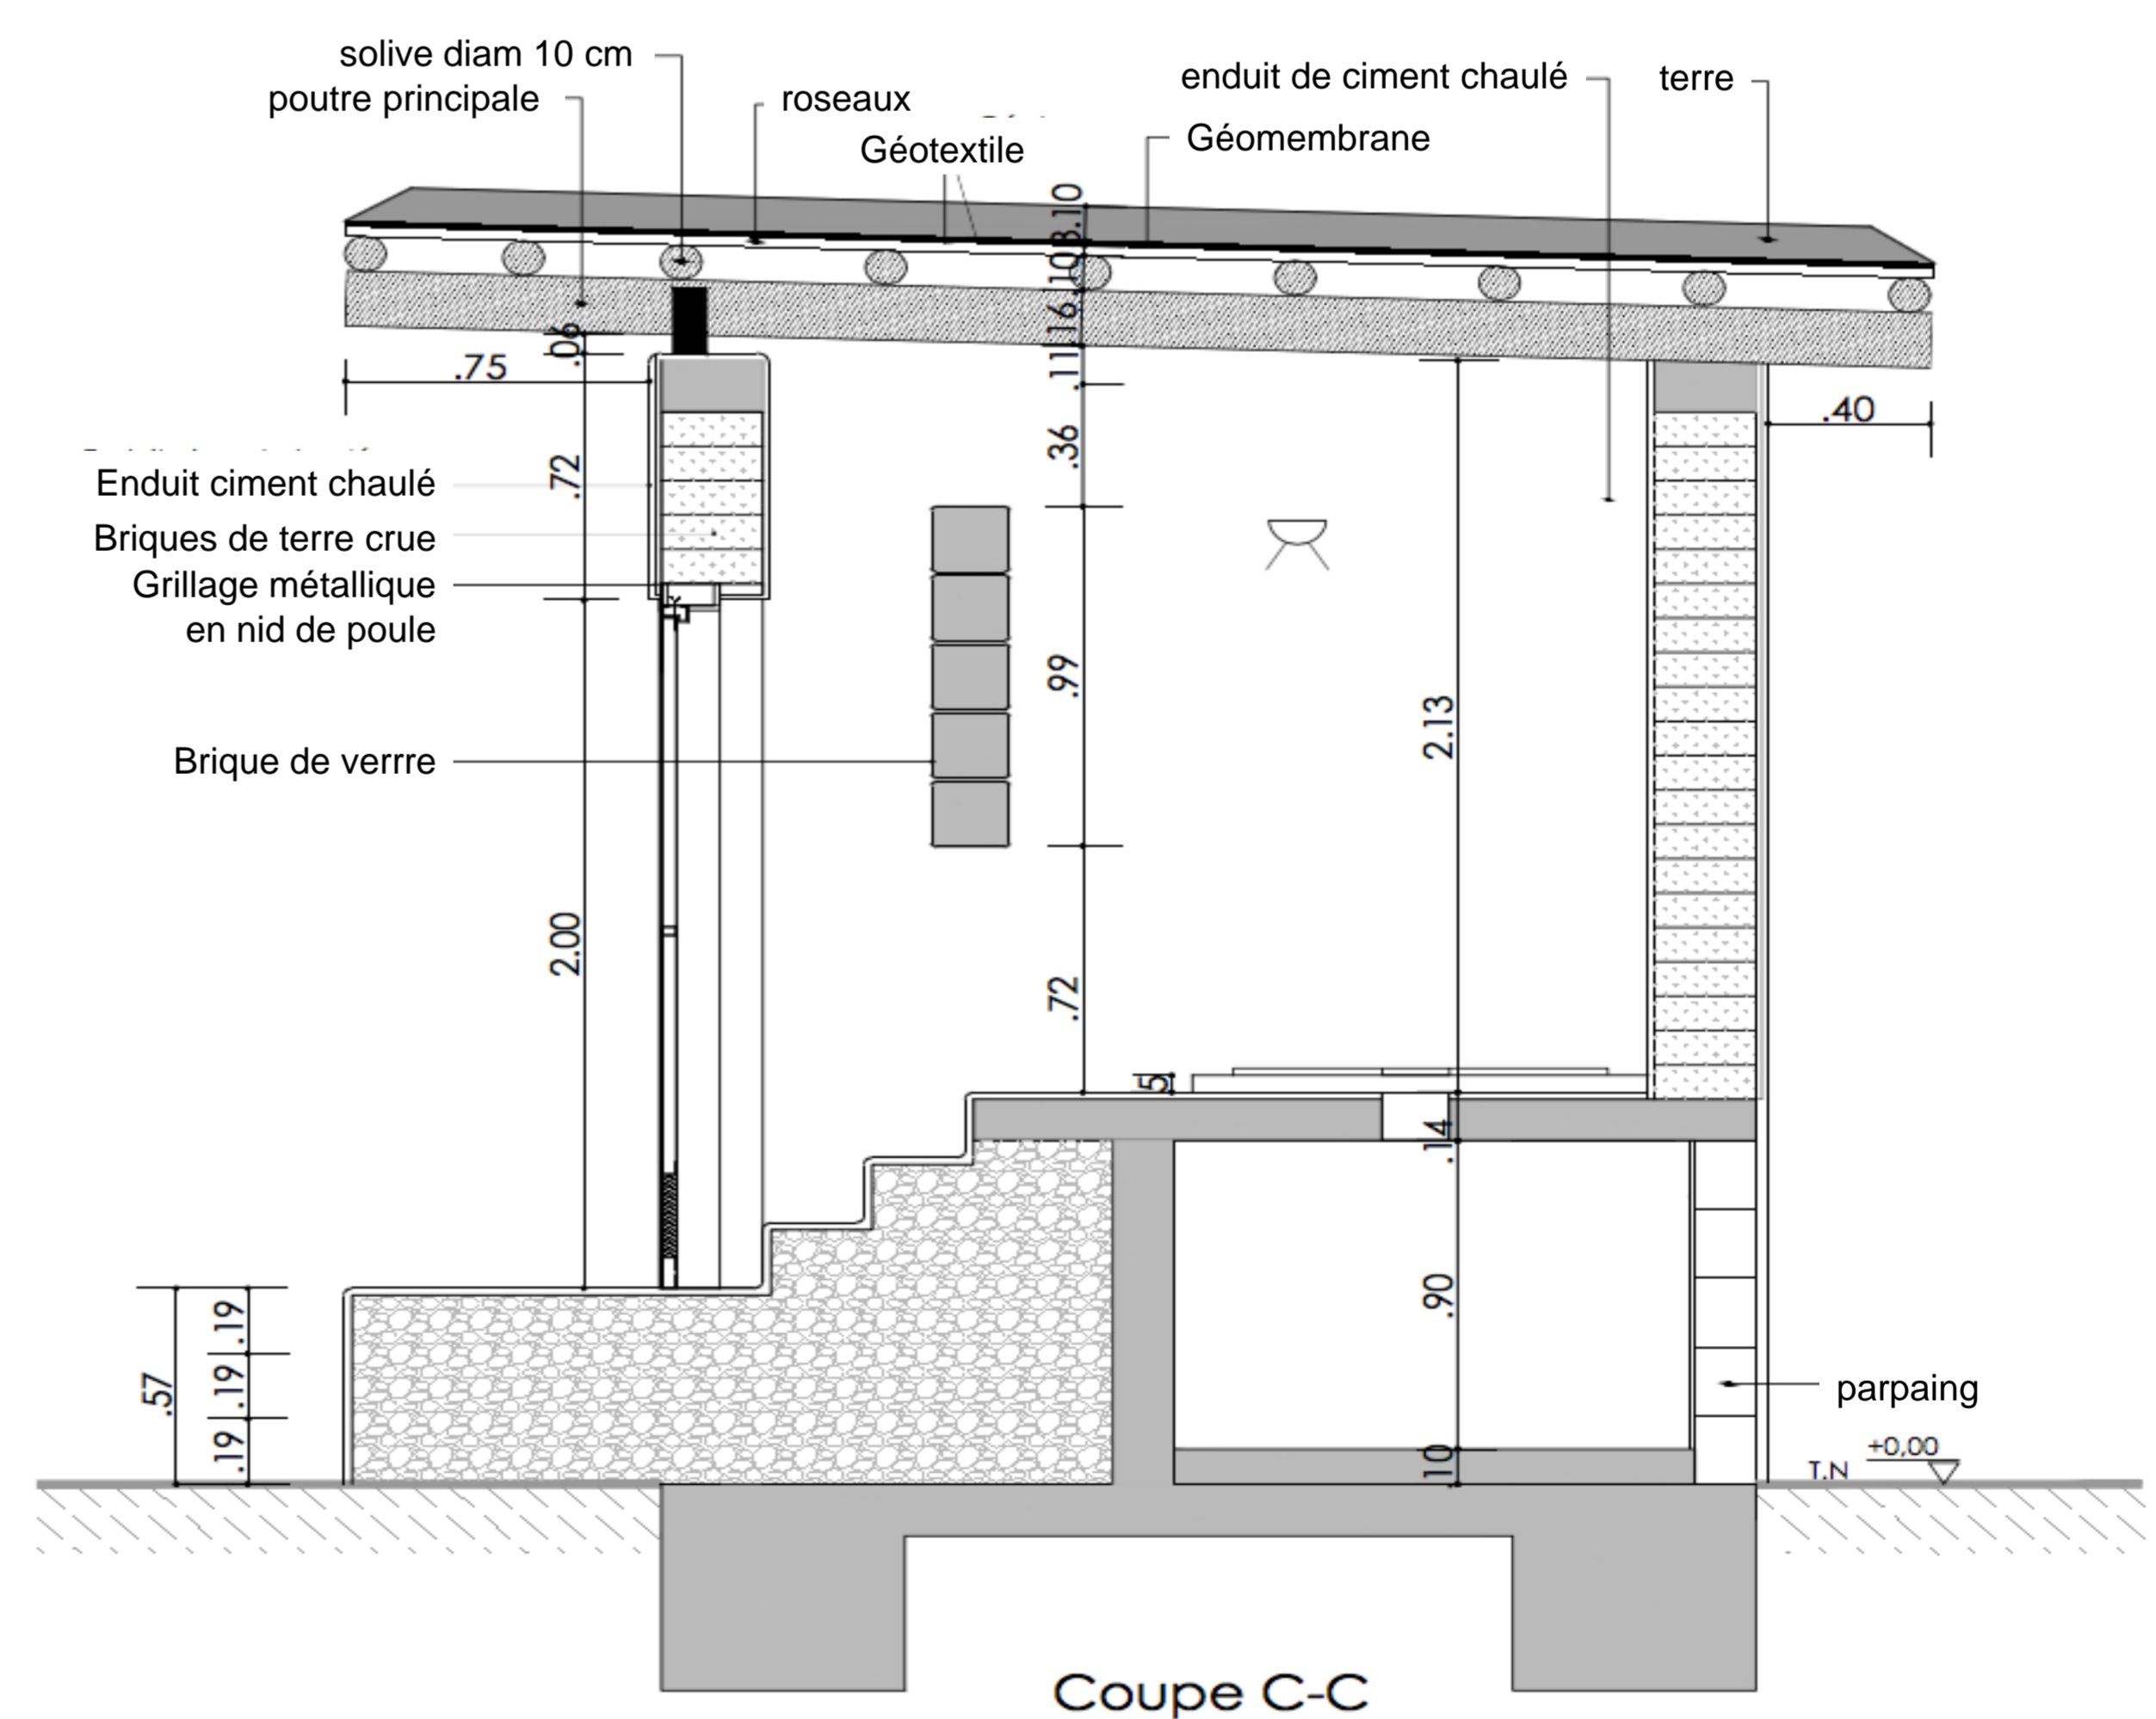 solive diam 10 cm
poutre principale
roseaux
Géotextile
enduit de ciment chaulé
terre
Géomembrane
.10
.10
.16
.11
.06
.75
.40
.36
.72
Enduit ciment chaulé
Briques de terre crue
Grillage métallique
en nid de poule
.99
2.13
Brique de verrre
2.00
.72
5
.14
.90
.19
.19
.19
.57
parpaing
+0,00
T.N
.10
Coupe C-C